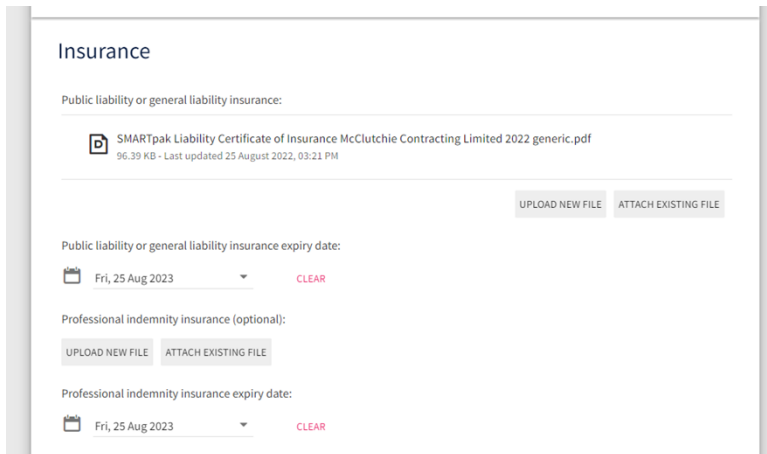 Insurance
Public liability or general liability insurance:
SMARTpak Liability Certificate of Insurance McClutchie Contracting Limited 2022 generic.pdf
96.39 KB - Last updated 25 August 2022, 03:21 PM
UPLOAD NEW FILE ATTACH EXISTING FILE
Public liability or general liability insurance expiry date:
Fri, 25 Aug 2023 CLEAR
Professional indemnity insurance (optional):
UPLOAD NEW FILE ATTACH EXISTING FILE
Professional indemnity insurance expiry date:
Fri, 25 Aug 2023 CLEAR